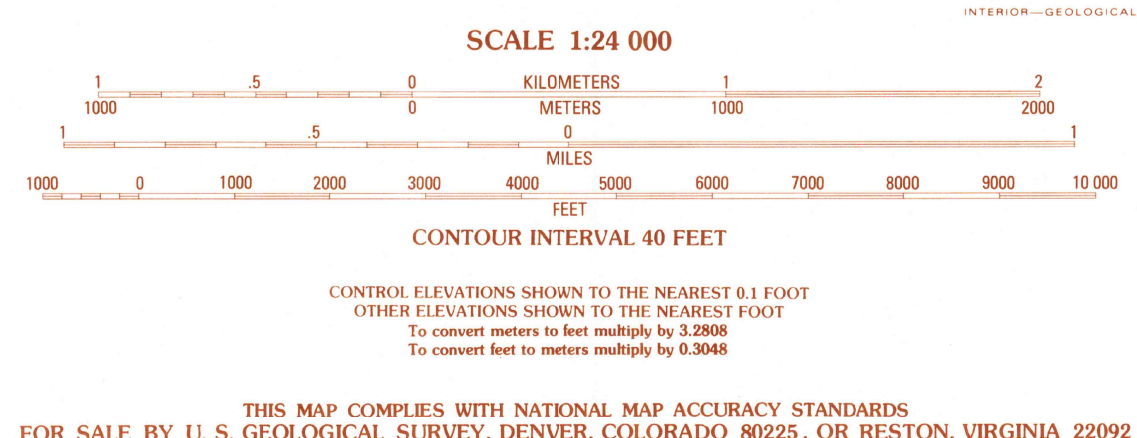 INTERIOR—GEOLOGICAL
SCALE 1:24 000
1 .5 0 KILOMETERS 1 2
1000 0 METERS 1000 2000
1 .5 0 1
MILES
1000 0 1000 2000 3000 4000 5000 6000 7000 8000 9000 10 000
FEET
CONTOUR INTERVAL 40 FEET
CONTROL ELEVATIONS SHOWN TO THE NEAREST 0.1 FOOT
OTHER ELEVATIONS SHOWN TO THE NEAREST FOOT
To convert meters to feet multiply by 3.2808
To convert feet to meters multiply by 0.3048
THIS MAP COMPLIES WITH NATIONAL MAP ACCURACY STANDARDS
FOR SALE BY U. S. GEOLOGICAL SURVEY, DENVER, COLORADO 80225, OR RESTON, VIRGINIA 22092